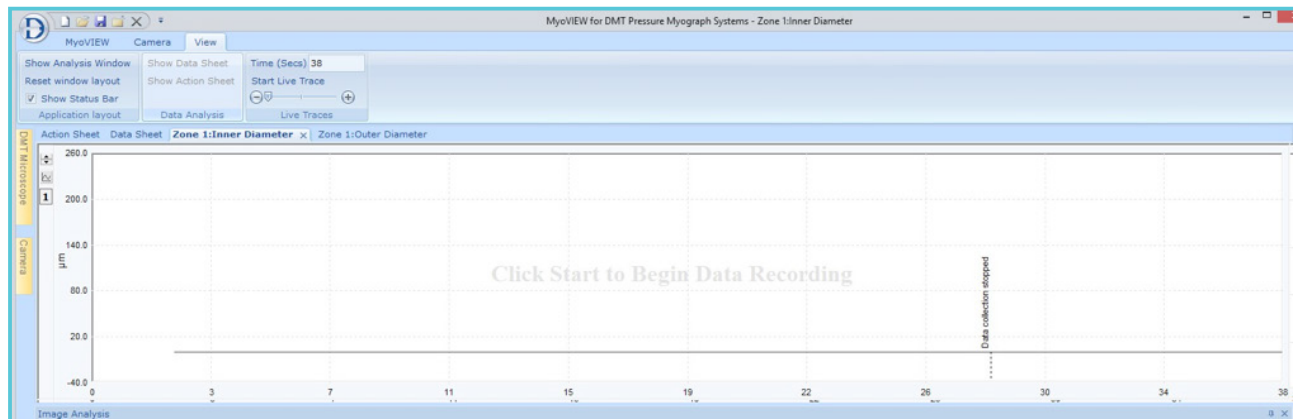 MyoVIEW for DMT Pressure Myograph Systems - Zone 1:Inner Diameter
MyoVIEW Camera View
Show Analysis Window Show Data Sheet Time (Secs) 38
Reset window layout Show Action Sheet Start Live Trace
Show Status Bar
Application layout Data Analysis Live Traces
Action Sheet Data Sheet Zone 1:Inner Diameter x Zone 1:Outer Diameter
DMT Microscope
Camera
1
260.0
200.0
140.0
µm
80.0
20.0
-40.0
Click Start to Begin Data Recording
Data collection stopped
0 3 7 11 15 19 22 26 30 34 38
Image Analysis